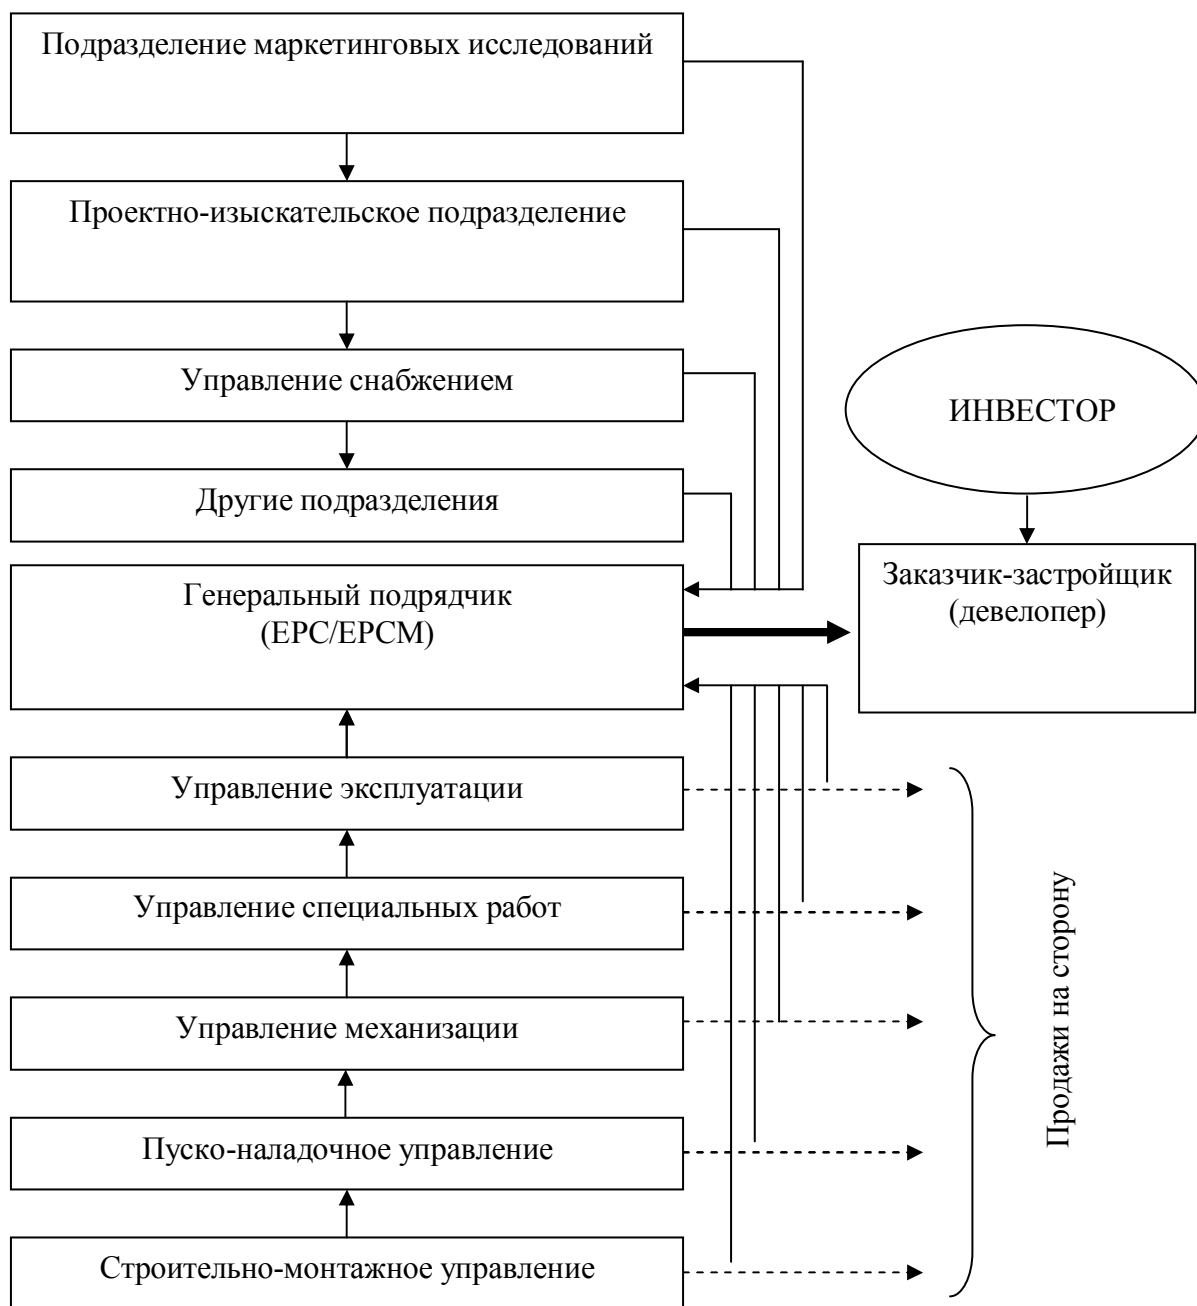 Подразделение маркетинговых исследований
Проектно-изыскательское подразделение
Управление снабжением
Другие подразделения
Генеральный подрядчик
(EPC/EPCM)
ИНВЕСТОР
Заказчик-застройщик
(девелопер)
Управление эксплуатации
Управление специальных работ
Управление механизации
Пуско-наладочное управление
Строительно-монтажное управление
Продажи на сторону